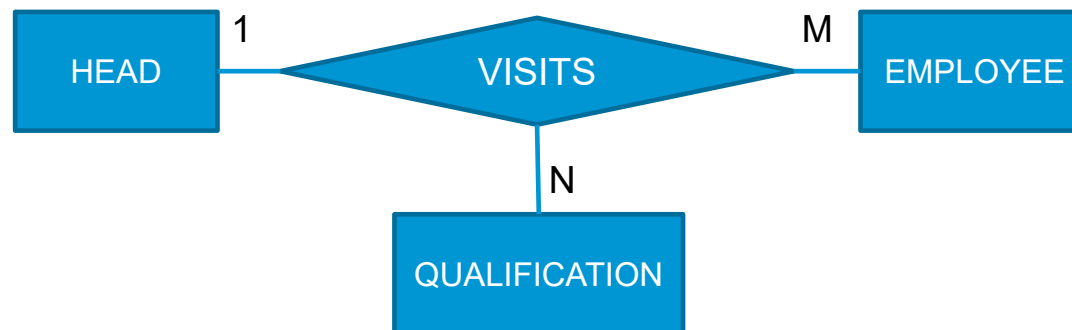 1
M
HEAD
VISITS
EMPLOYEE
N
QUALIFICATION